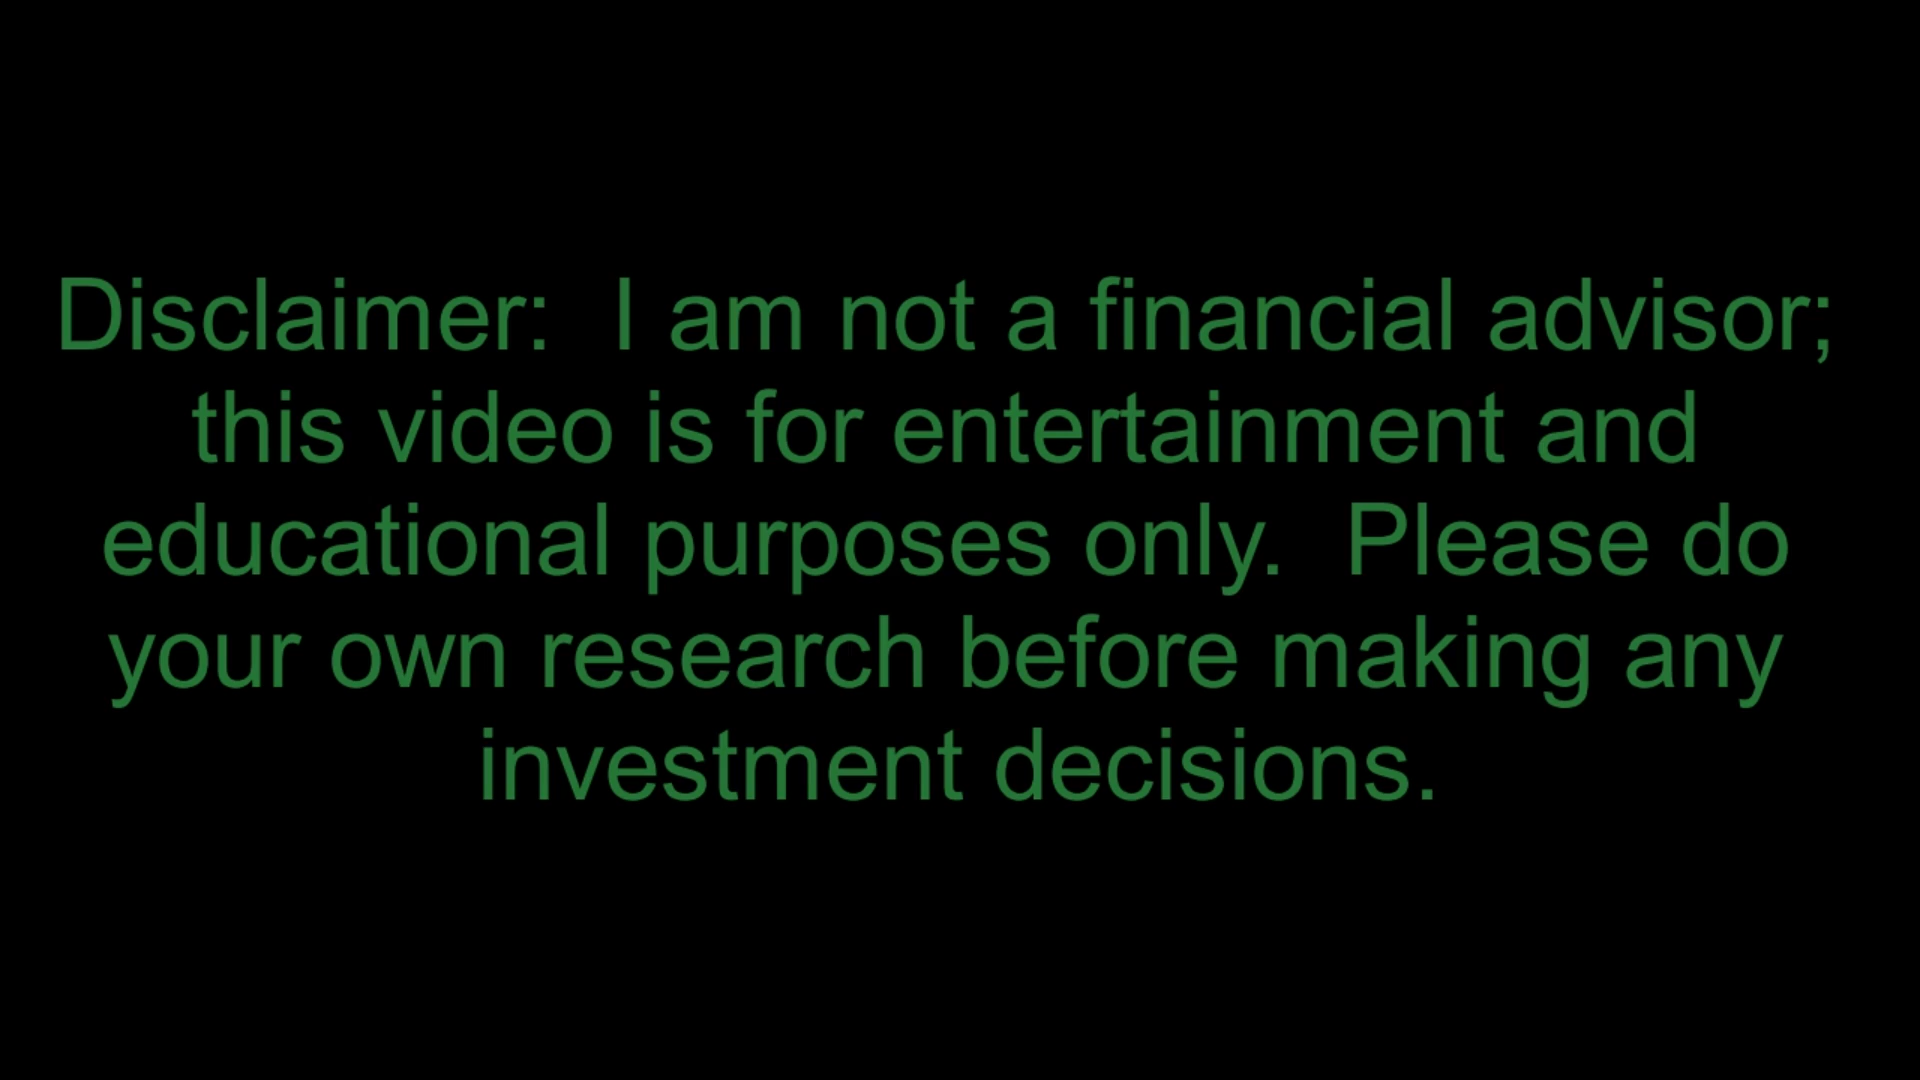 Disclaimer:  I am not a financial advisor;
this video is for entertainment and
educational purposes only.  Please do
your own research before making any
investment decisions.